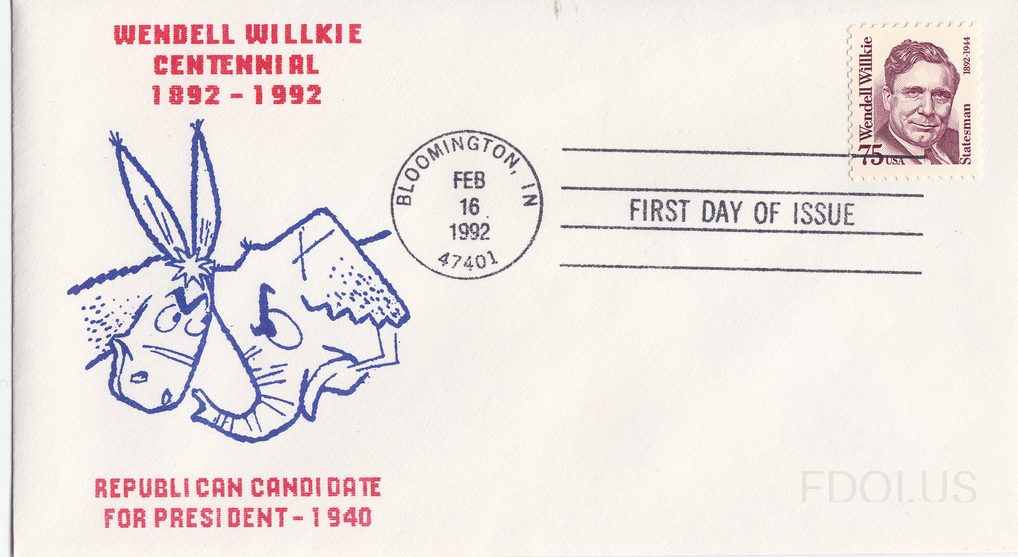 WENDELL WILLKIE
CENTENNIAL
1892 - 1992
BLOOMINGTON, IN
FEB
16
1992
47401
FIRST DAY OF ISSUE
75 USA
Wendell Willkie
1892-1944
Statesman
REPUBLICAN CANDIDATE
FOR PRESIDENT - 1940
FDOI.US